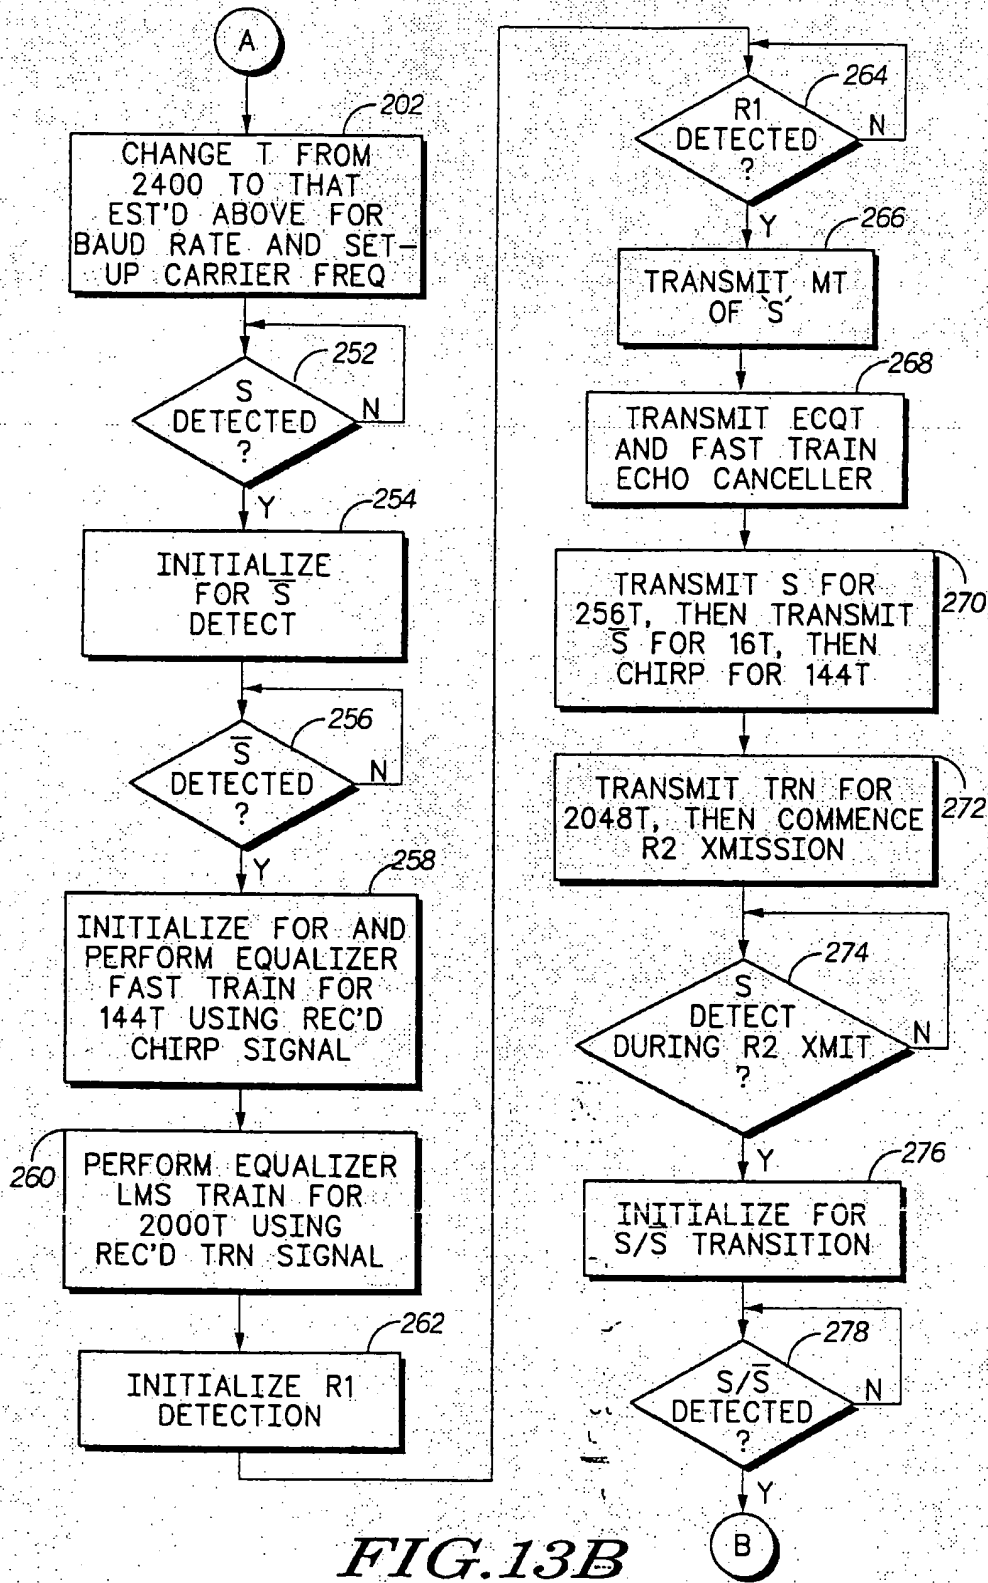 A
202
CHANGE T FROM
2400 TO THAT
EST'D ABOVE FOR
BAUD RATE AND SET-
UP CARRIER FREQ
252
S
DETECTED
?
N
Y
254
INITIALIZE
FOR S̅
DETECT
256
S̅
DETECTED
?
N
Y
258
INITIALIZE FOR AND
PERFORM EQUALIZER
FAST TRAIN FOR
144T USING REC'D
CHIRP SIGNAL
260
PERFORM EQUALIZER
LMS TRAIN FOR
2000T USING
REC'D TRN SIGNAL
262
INITIALIZE R1
DETECTION
264
R1
DETECTED
?
N
Y
266
TRANSMIT MT
OF 'S'
268
TRANSMIT ECQT
AND FAST TRAIN
ECHO CANCELLER
270
TRANSMIT S FOR
256T, THEN TRANSMIT
S̅ FOR 16T, THEN
CHIRP FOR 144T
272
TRANSMIT TRN FOR
2048T, THEN COMMENCE
R2 XMISSION
274
S
DETECT
DURING R2 XMIT
?
N
Y
276
INITIALIZE FOR
S/S̅ TRANSITION
278
S/S̅
DETECTED
?
N
Y
B
FIG.13B